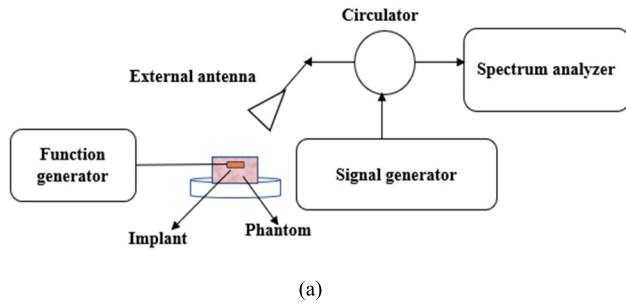 Circulator
External antenna
Spectrum analyzer
Function
generator
Signal generator
Implant
Phantom
(a)